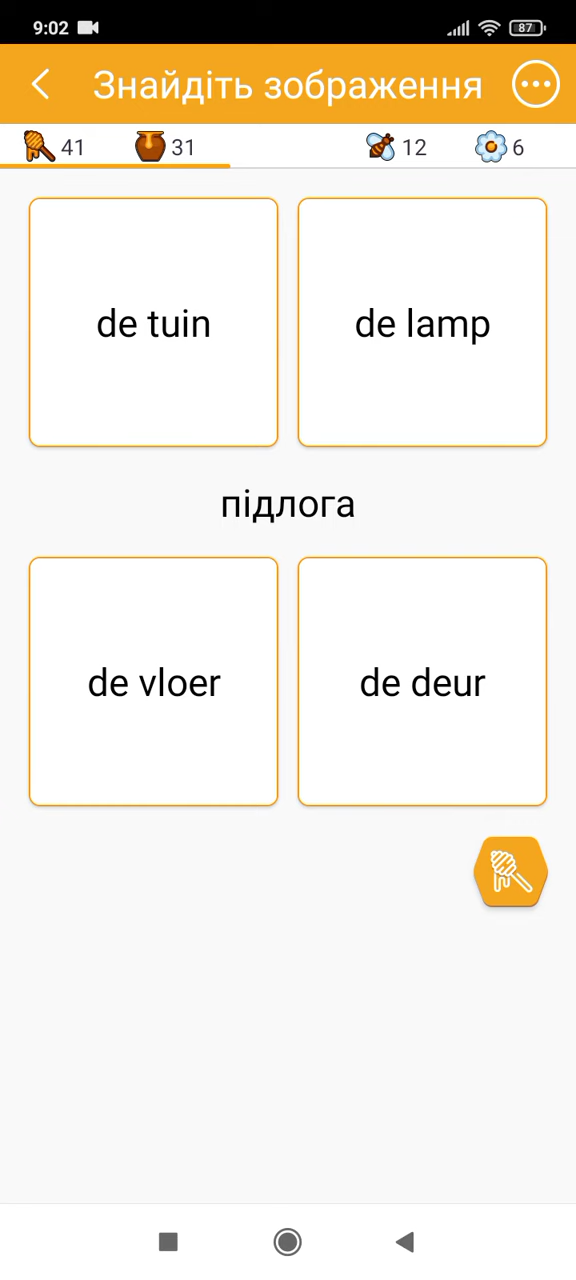 9:02 87
Знайдіть зображення
41 31 12 6
de tuin de lamp
підлога
de vloer de deur